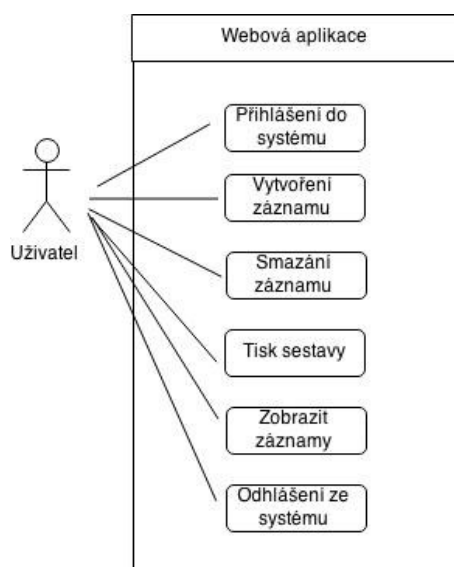 Webová aplikace
Přihlášení do
systému
Vytvoření
záznamu
Uživatel
Smazání
záznamu
Tisk sestavy
Zobrazit
záznamy
Odhlášení ze
systému